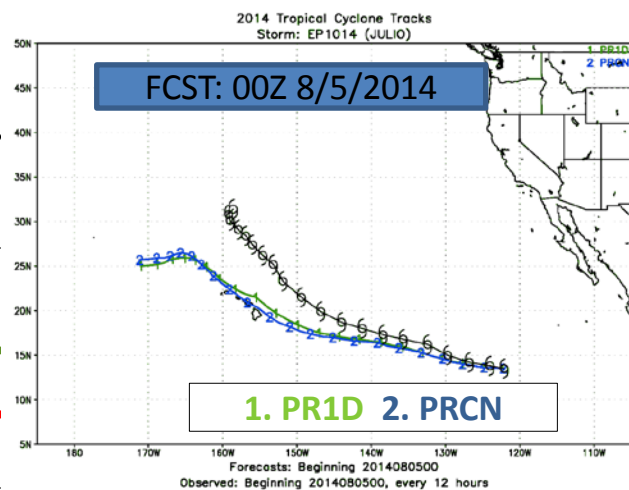 2014 Tropical Cyclone Tracks
Storm: EP1014 (JULIO)
50N
1. PR1D
2 PRCN
FCST: 00Z 8/5/2014
45N
40N
35N
30N
25N
20N
15N
10N
1. PR1D 2. PRCN
5N
180 170W 160W 150W 140W 130W 120W 110W
Forecasts: Beginning 2014080500
Observed: Beginning 2014080500, every 12 hours